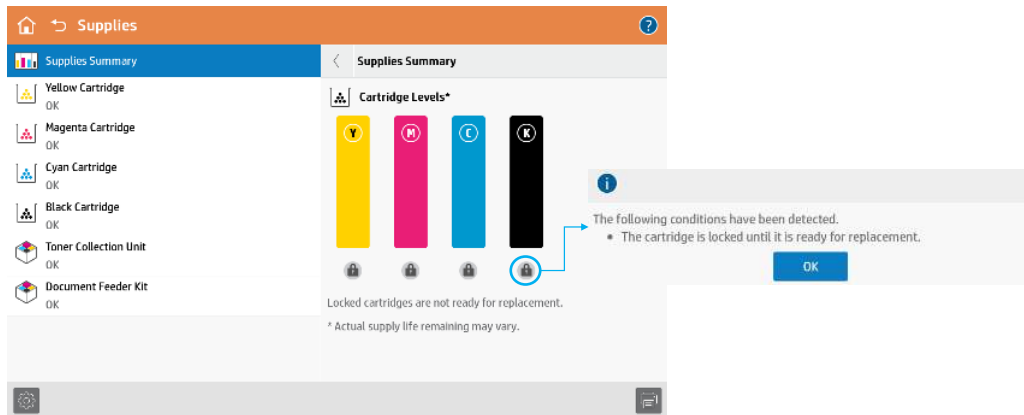 Supplies
?
Supplies Summary
Yellow Cartridge
OK
Magenta Cartridge
OK
Cyan Cartridge
OK
Black Cartridge
OK
Toner Collection Unit
OK
Document Feeder Kit
OK
Supplies Summary
Cartridge Levels*
Y M C K
Locked cartridges are not ready for replacement.
* Actual supply life remaining may vary.
i
The following conditions have been detected.
• The cartridge is locked until it is ready for replacement.
OK